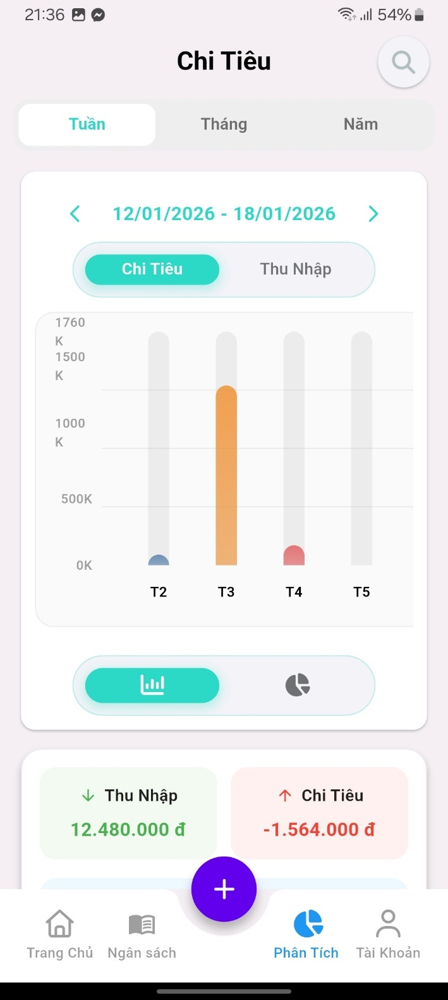 21:36 54%
Chi Tiêu
Tuần Tháng Năm
12/01/2026 - 18/01/2026
Chi Tiêu Thu Nhập
1760
K
1500
K
1000
K
500K
0K
T2 T3 T4 T5
Thu Nhập Chi Tiêu
12.480.000 đ -1.564.000 đ
Trang Chủ Ngân sách Phân Tích Tài Khoản